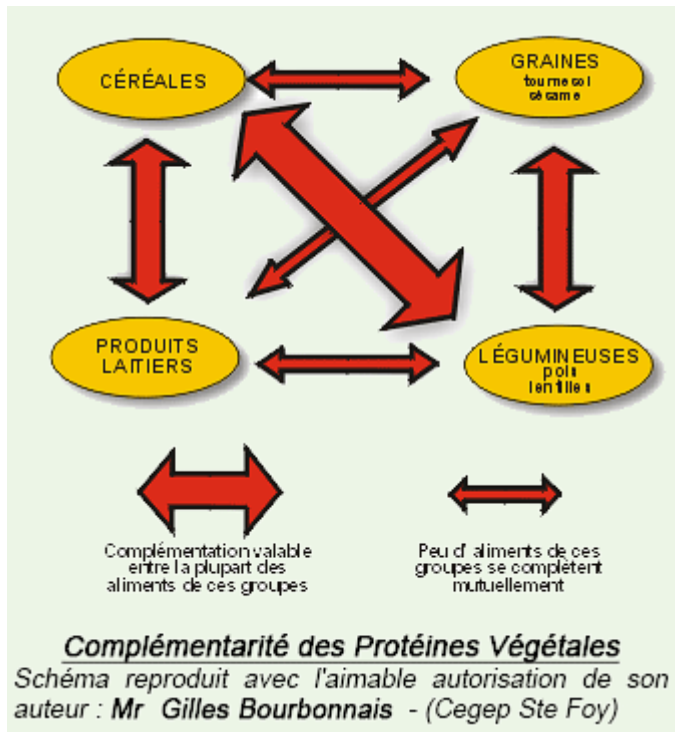 CÉRÉALES
GRAINES
tournesol
sésame
PRODUITS
LAITIERS
LÉGUMINEUSES
pois
lentilles
Complémentation valable
entre la plupart des
aliments de ces groupes
Peu d' aliments de ces
groupes se complètent
mutuellement
Complémentarité des Protéines Végétales
Schéma reproduit avec l'aimable autorisation de son
auteur : Mr Gilles Bourbonnais - (Cegep Ste Foy)